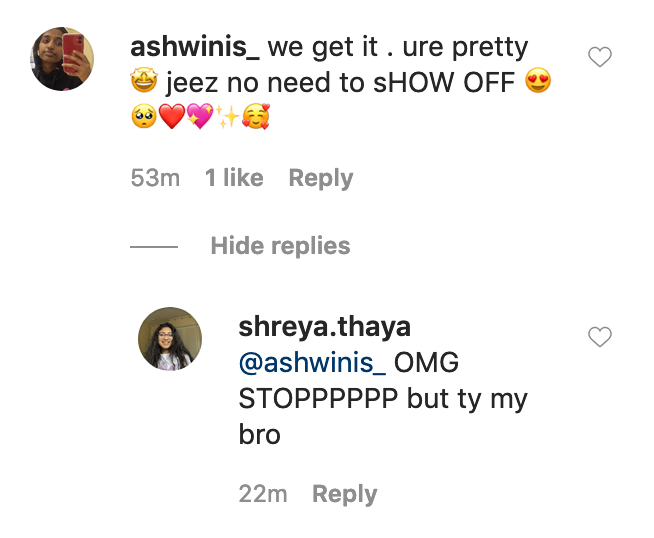 ashwinis_ we get it . ure pretty
🤩 jeez no need to sHOW OFF 😍
🥺❤️💖✨🥰
53m 1 like Reply
Hide replies
shreya.thaya
@ashwinis_ OMG
STOPPPPPP but ty my
bro
22m Reply